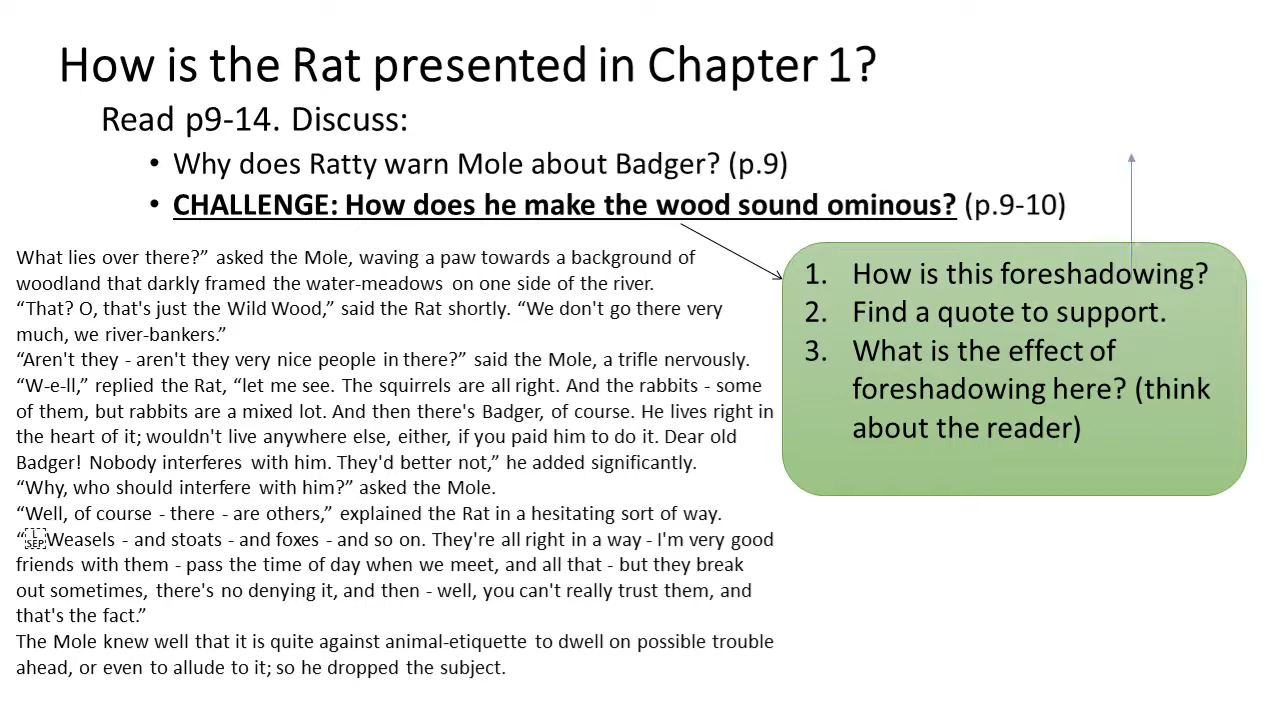 How is the Rat presented in Chapter 1?
Read p9-14. Discuss:
• Why does Ratty warn Mole about Badger? (p.9)
• CHALLENGE: How does he make the wood sound ominous? (p.9-10)
What lies over there?” asked the Mole, waving a paw towards a background of
woodland that darkly framed the water-meadows on one side of the river.
“That? O, that's just the Wild Wood,” said the Rat shortly. “We don't go there very
much, we river-bankers.”
“Aren't they - aren't they very nice people in there?” said the Mole, a trifle nervously.
“W-e-ll,” replied the Rat, “let me see. The squirrels are all right. And the rabbits - some
of them, but rabbits are a mixed lot. And then there's Badger, of course. He lives right in
the heart of it; wouldn't live anywhere else, either, if you paid him to do it. Dear old
Badger! Nobody interferes with him. They'd better not,” he added significantly.
“Why, who should interfere with him?” asked the Mole.
“Well, of course - there - are others,” explained the Rat in a hesitating sort of way.
“L SEP Weasels - and stoats - and foxes - and so on. They're all right in a way - I'm very good
friends with them - pass the time of day when we meet, and all that - but they break
out sometimes, there's no denying it, and then - well, you can't really trust them, and
that's the fact.”
The Mole knew well that it is quite against animal-etiquette to dwell on possible trouble
ahead, or even to allude to it; so he dropped the subject.
1. How is this foreshadowing?
2. Find a quote to support.
3. What is the effect of
foreshadowing here? (think
about the reader)